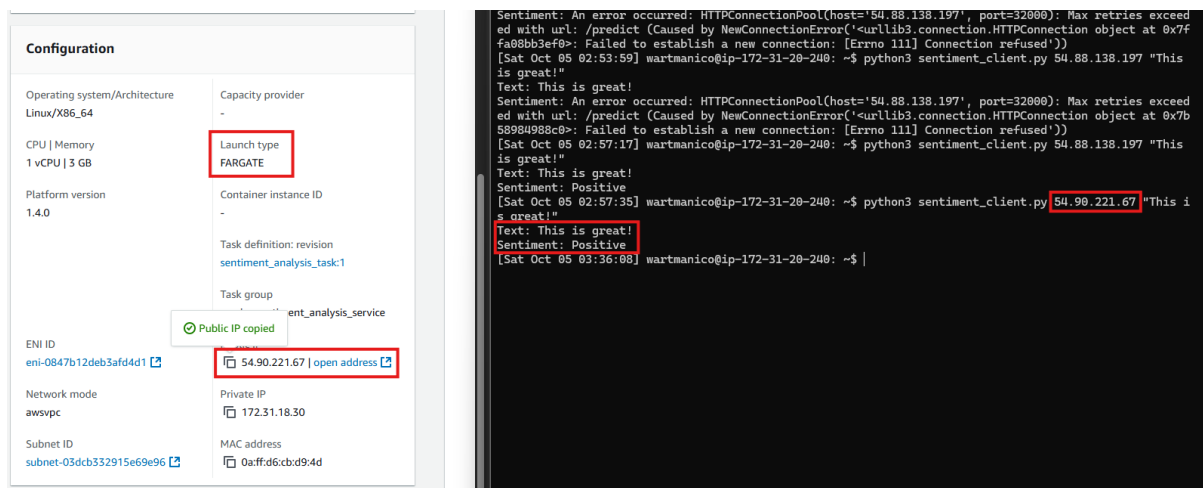 Configuration
Operating system/Architecture
Linux/X86_64
Capacity provider
-
CPU | Memory
1 vCPU | 3 GB
Launch type
FARGATE
Platform version
1.4.0
Container instance ID
-
Task definition: revision
sentiment_analysis_task:1
Task group
ent_analysis_service
Public IP copied
ENI ID
eni-0847b12deb3afd4d1
54.90.221.67 | open address
Network mode
awsvpc
Private IP
172.31.18.30
Subnet ID
subnet-03dcb332915e69e96
MAC address
0a:ff:d6:cb:d9:4d
Sentiment: An error occurred: HTTPConnectionPool(host='54.88.138.197', port=32000): Max retries exceed
ed with url: /predict (Caused by NewConnectionError('<urllib3.connection.HTTPConnection object at 0x7f
fa08bb3ef0>: Failed to establish a new connection: [Errno 111] Connection refused'))
[Sat Oct 05 02:53:59] wartmanico@ip-172-31-20-240: ~$ python3 sentiment_client.py 54.88.138.197 "This
is great!"
Text: This is great!
Sentiment: An error occurred: HTTPConnectionPool(host='54.88.138.197', port=32000): Max retries exceed
ed with url: /predict (Caused by NewConnectionError('<urllib3.connection.HTTPConnection object at 0x7b
58984988c0>: Failed to establish a new connection: [Errno 111] Connection refused'))
[Sat Oct 05 02:57:17] wartmanico@ip-172-31-20-240: ~$ python3 sentiment_client.py 54.88.138.197 "This
is great!"
Text: This is great!
Sentiment: Positive
[Sat Oct 05 02:57:35] wartmanico@ip-172-31-20-240: ~$ python3 sentiment_client.py 54.90.221.67 "This i
s great!"
Text: This is great!
Sentiment: Positive
[Sat Oct 05 03:36:08] wartmanico@ip-172-31-20-240: ~$